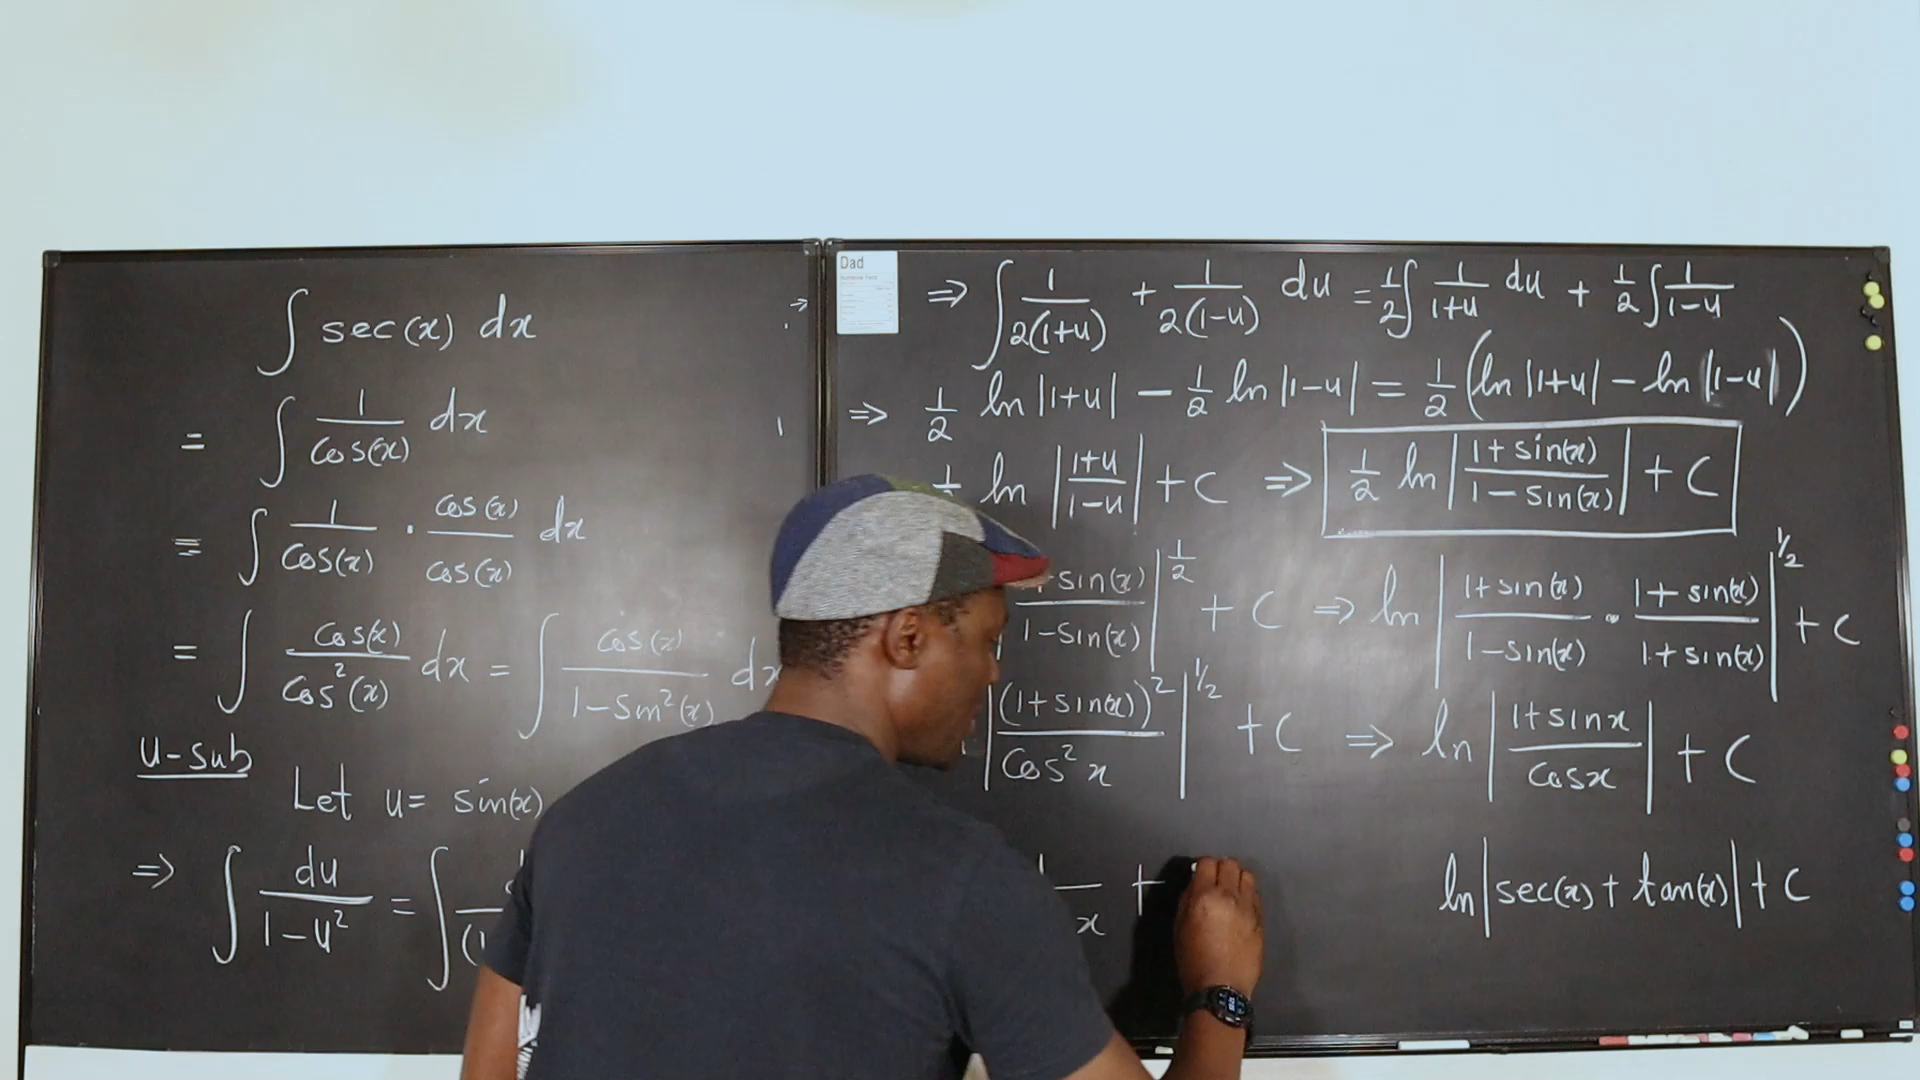 ∫ sec(x) dx
= ∫ 1/cos(x) dx
= ∫ 1/cos(x) · cos(x)/cos(x) dx
= ∫ cos(x)/cos²(x) dx = ∫ cos(x)/1-sin²(x) dx
u-sub
Let u= sin(x)
⇒ ∫ du/1-u² = ∫
Dad
⇒ ∫ 1/2(1+u) + 1/2(1-u) du = 1/2 ∫ 1/1+u du + 1/2 ∫ 1/1-u
⇒ 1/2 ln |1+u| - 1/2 ln |1-u| = 1/2 (ln |1+u| - ln |1-u|)
ln |1+u/1-u| + C ⇒ 1/2 ln |1+sin(x)/1-sin(x)| + C
sin(x)/1-sin(x)|^1/2 + C ⇒ ln |1+sin(x)/1-sin(x) · 1+sin(x)/1+sin(x)|^1/2 + C
|(1+sin(x))²/cos² x|^1/2 + C ⇒ ln |1+sinx/cosx| + C
x + ln |sec(x) + tan(x)| + C